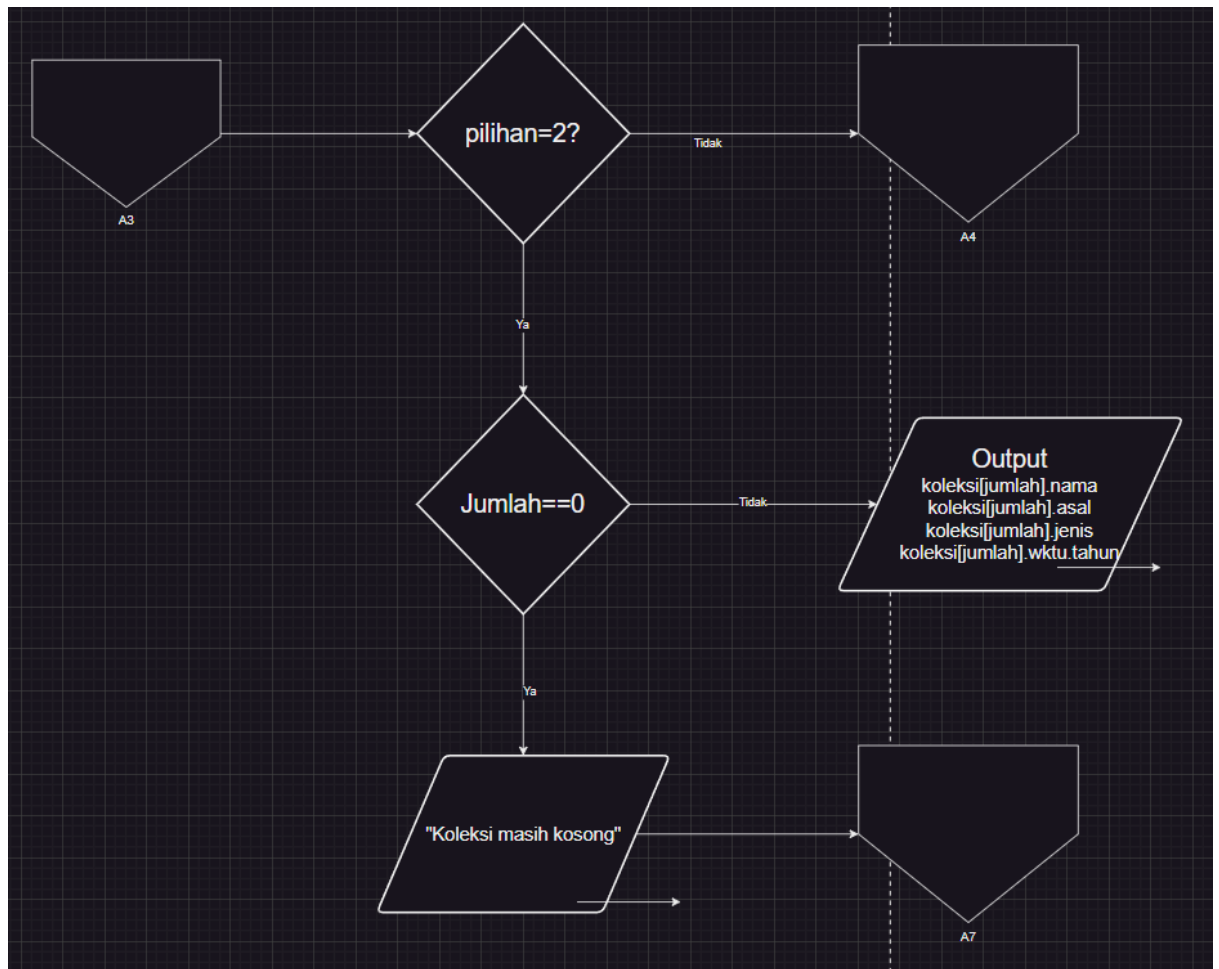 pilihan=2?
Tidak
A3
A4
Ya
Jumlah==0
Tidak
Output
koleksi[jumlah].nama
koleksi[jumlah].asal
koleksi[jumlah].jenis
koleksi[jumlah].wktu.tahun
Ya
"Koleksi masih kosong"
A7